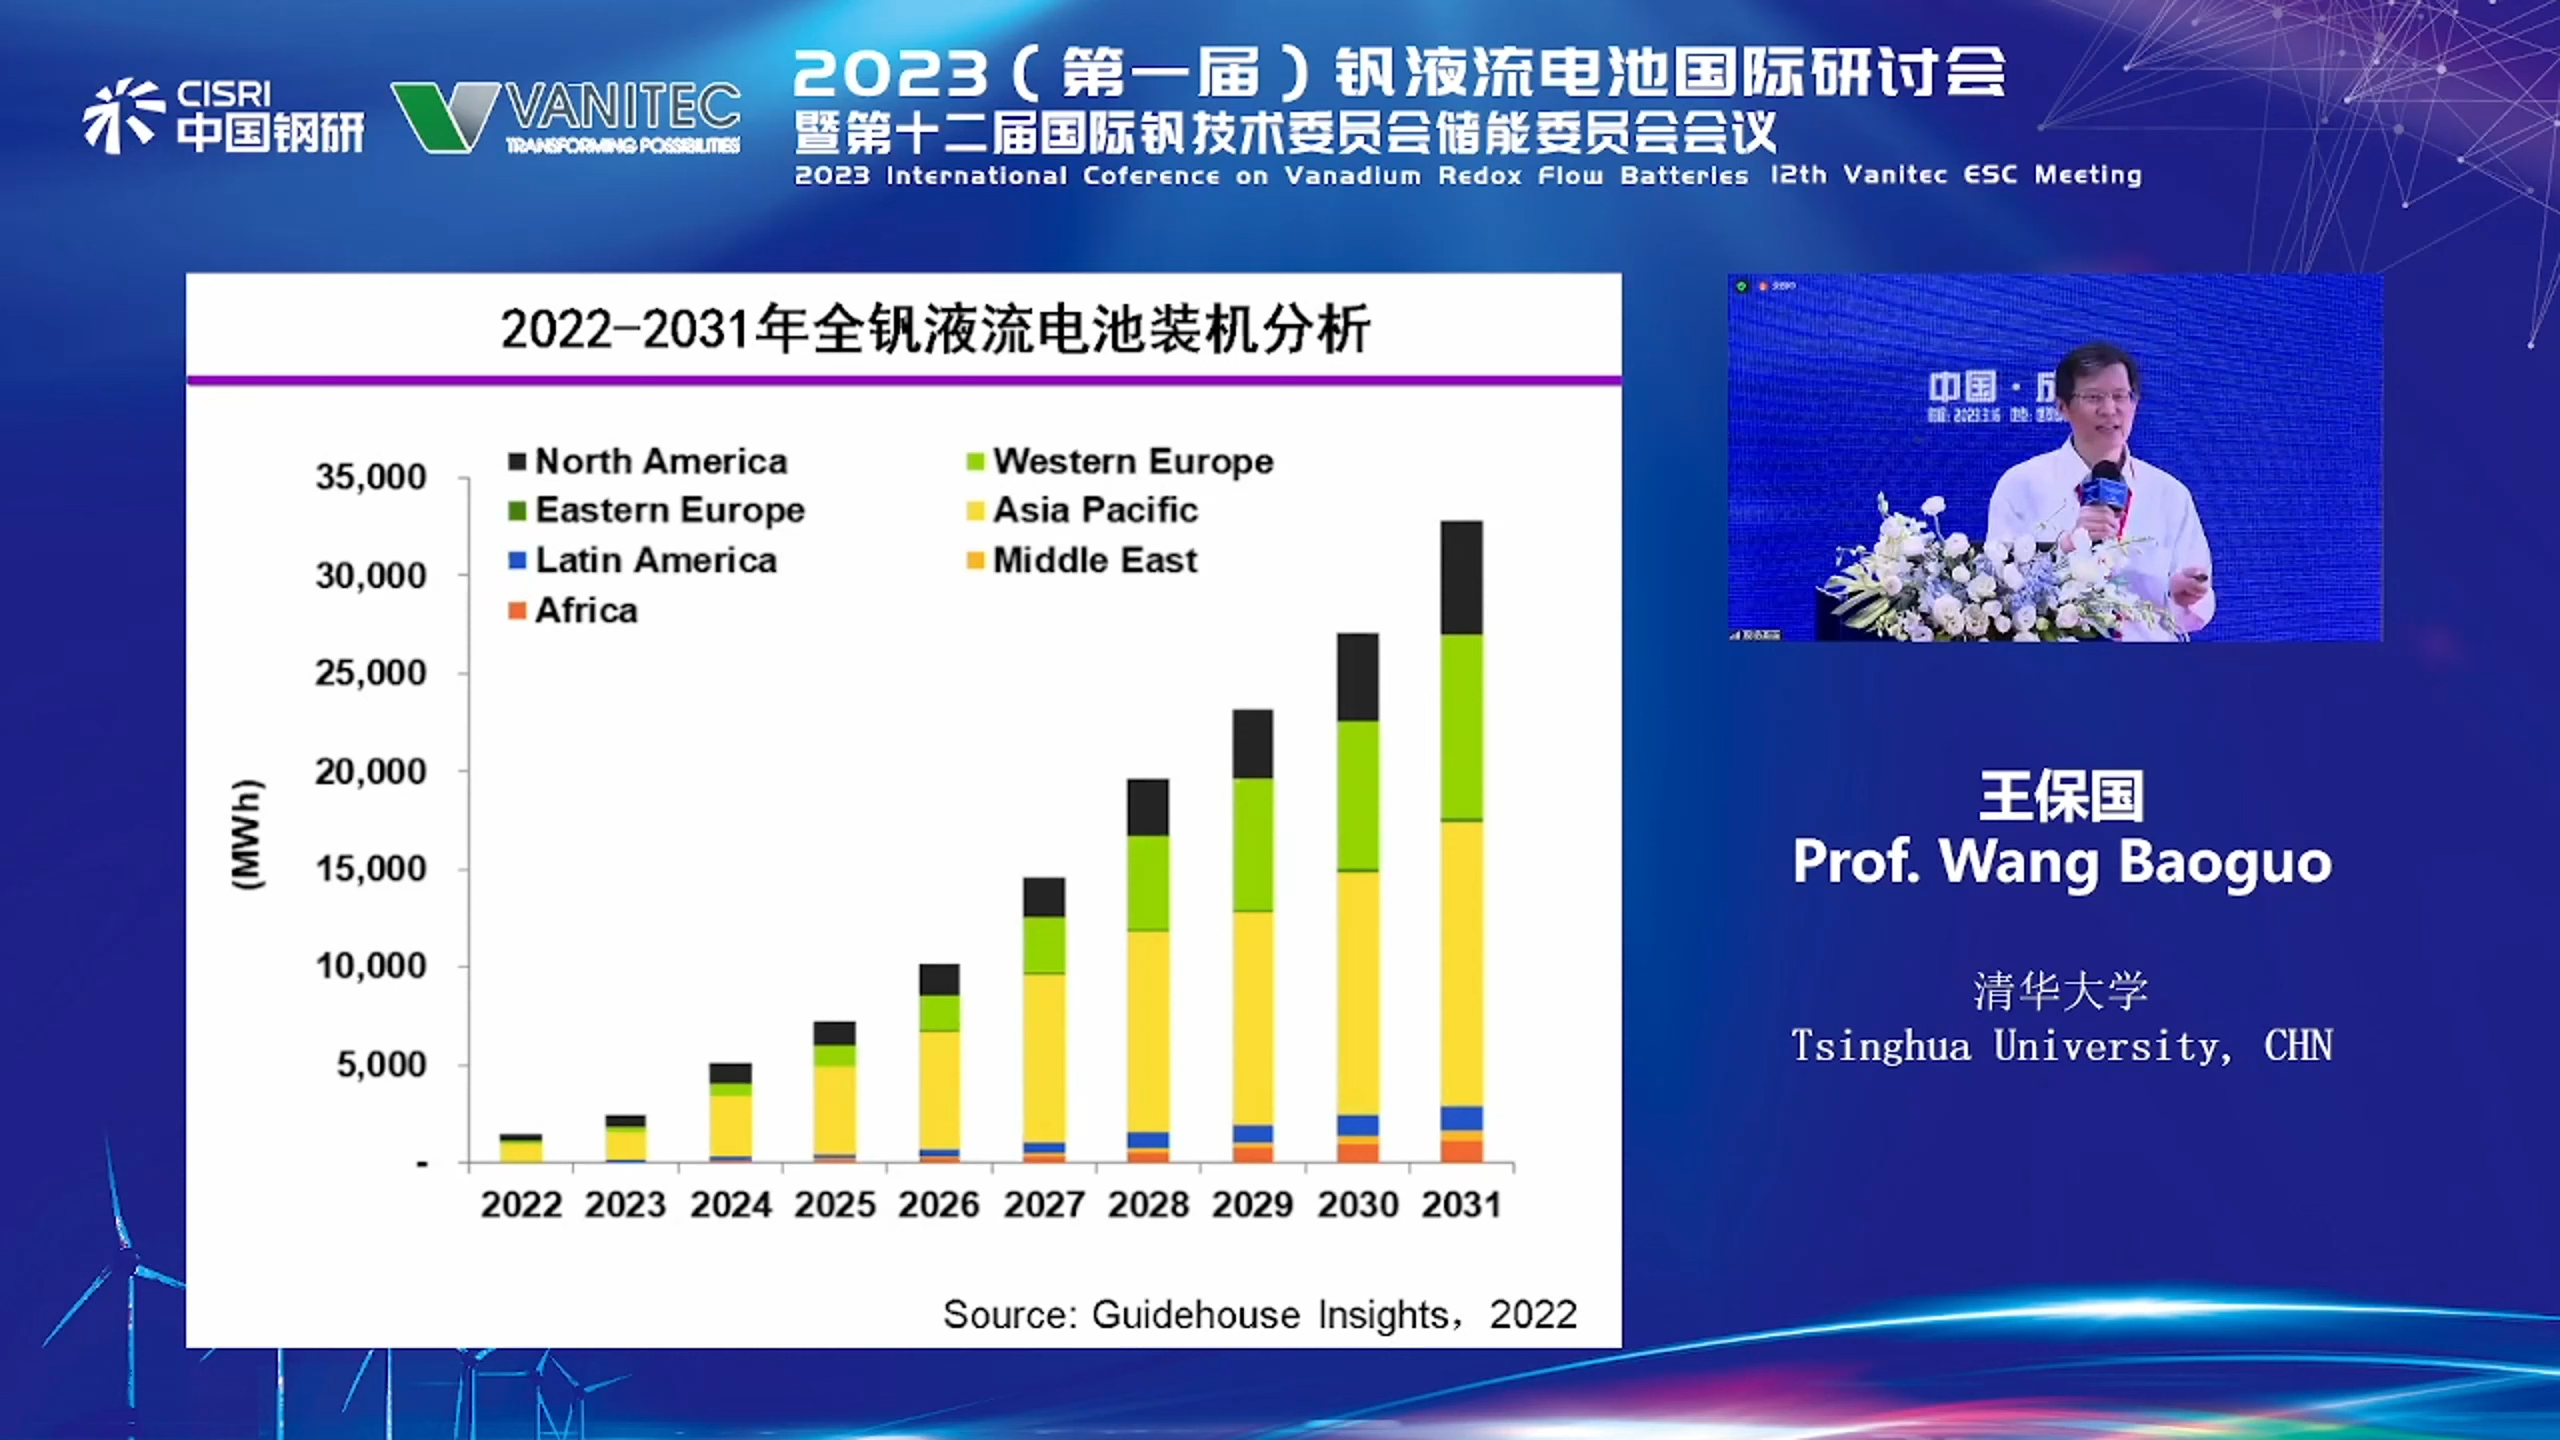 CISRI
中国钢研
VANITEC
TRANSFORMING POSSIBILITIES
2023（第一届）钒液流电池国际研讨会
暨第十二届国际钒技术委员会储能委员会会议
2023 International Coference on Vanadium Redox Flow Batteries 12th Vanitec ESC Meeting
2022-2031年全钒液流电池装机分析
North America
Western Europe
Eastern Europe
Asia Pacific
Latin America
Middle East
Africa
35,000
30,000
25,000
20,000
15,000
10,000
5,000
-
(MWh)
2022 2023 2024 2025 2026 2027 2028 2029 2030 2031
Source: Guidehouse Insights，2022
中国·成
2023.3.16
王保国
Prof. Wang Baoguo
清华大学
Tsinghua University, CHN